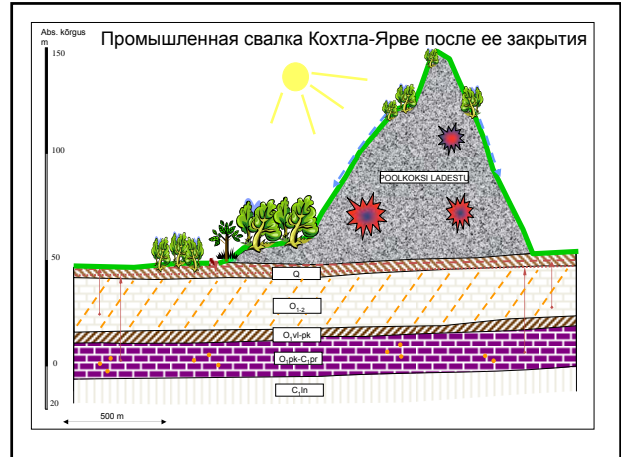 Промышленная свалка Кохтла-Ярве после ее закрытия
Abs. kõrgus
m
150
100
50
0
20
POOLKOKSI LADESTU
Q
O₁₋₂
O₁vl-pk
O₁pk-C₁pr
C₁ln
500 m